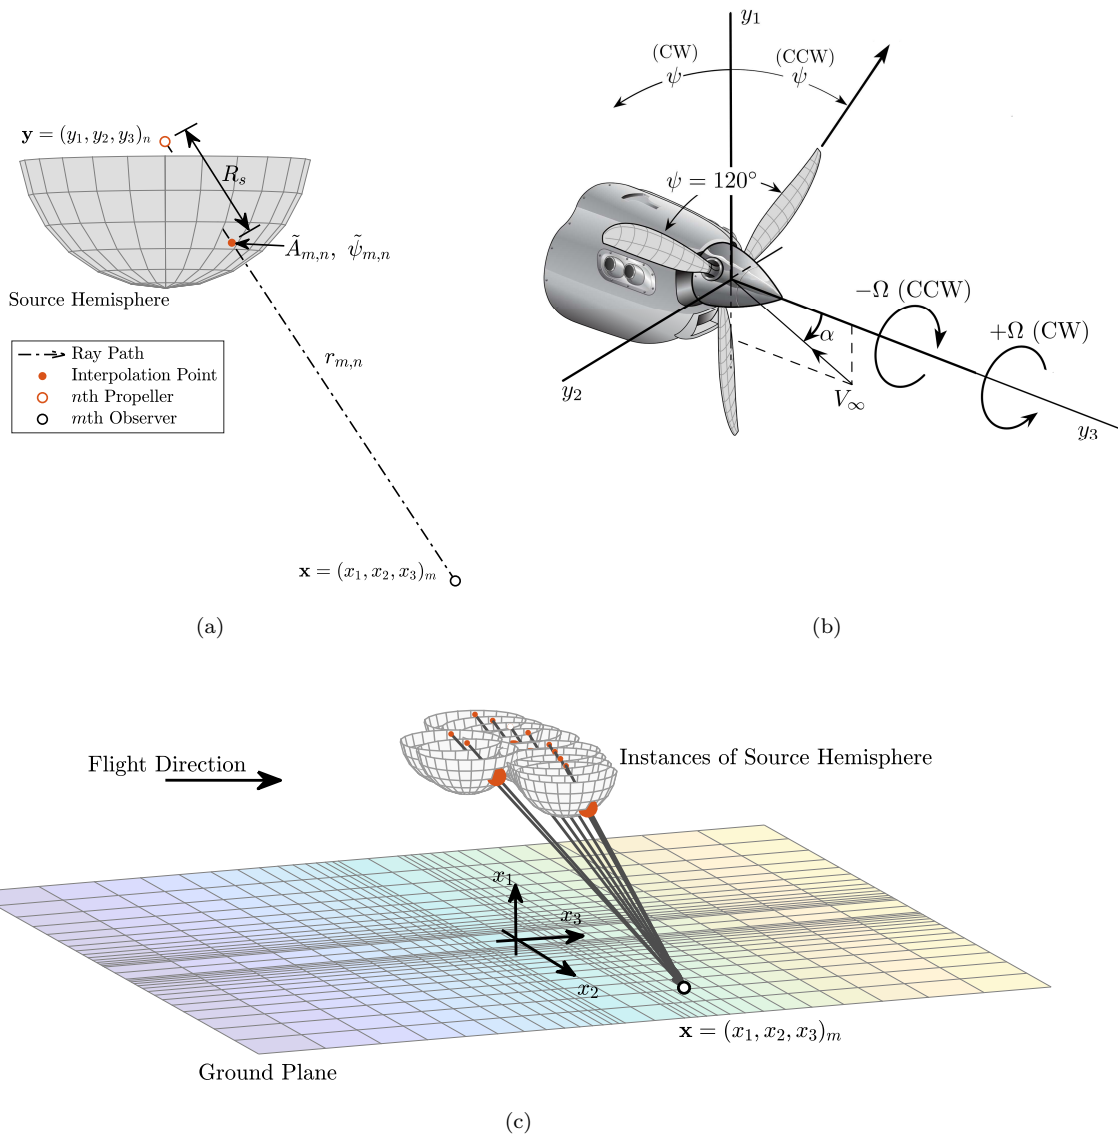 y = (y₁, y₂, y₃)ₙ
Rₛ
Ãₘ,ₙ, ψ̃ₘ,ₙ
Source Hemisphere
Ray Path
Interpolation Point
nth Propeller
mth Observer
rₘ,ₙ
x = (x₁, x₂, x₃)ₘ
(a)
y₁
(CW)
ψ
(CCW)
ψ
ψ = 120°
−Ω (CCW)
+Ω (CW)
α
V∞
y₂
y₃
(b)
Flight Direction
Instances of Source Hemisphere
x₁
x₃
x₂
x = (x₁, x₂, x₃)ₘ
Ground Plane
(c)